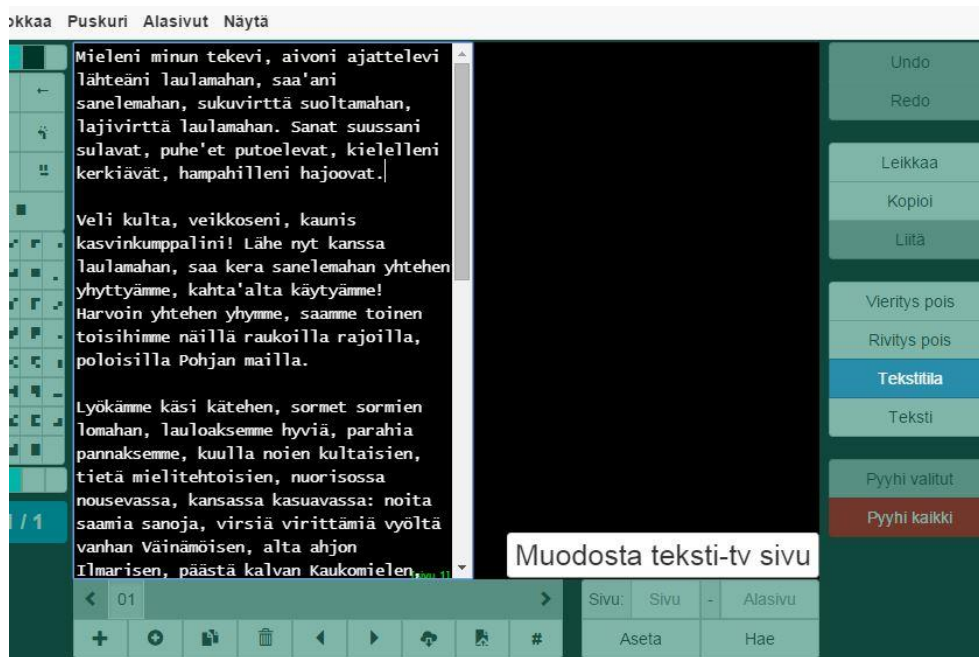 Puskuri Alasivut Näytä
Mieleni minun tekevi, aivoni ajattelevi
lähteäni laulamahan, saa'ani
sanelemahan, sukuvirttä suoltamahan,
lajivirttä laulamahan. Sanat suussani
sulavat, puhe'et putoelevat, kielelleni
kerkiävät, hampahilleni hajoovat.
Veli kulta, veikkoseni, kaunis
kasvinkumppalini! Lähe nyt kanssa
laulamahan, saa kera sanelemahan yhtehen
yhyttyämme, kahta'alta käytyämme!
Harvoin yhtehen yhymme, saamme toinen
toisihimme näillä raukoilla rajoilla,
poloisilla Pohjan mailla.
Lyökämme käsi kätehen, sormet sormien
lomahan, lauloaksemme hyviä, parahia
pannaksemme, kuulla noien kultaisien,
tietä mielitehtoisien, nuorisossa
nousevassa, kansassa kasuavassa: noita
saamia sanoja, virsiä virittämiä vyöltä
vanhan Väinämöisen, alta ahjon
Ilmarisen, päästä kalvan Kaukomielen,
1 / 1
01
#
Muodosta teksti-tv sivu
Sivu: Sivu - Alasivu
Aseta Hae
Undo
Redo
Leikkaa
Kopioi
Liitä
Vieritys pois
Rivitys pois
Tekstitila
Teksti
Pyyhi valitut
Pyyhi kaikki